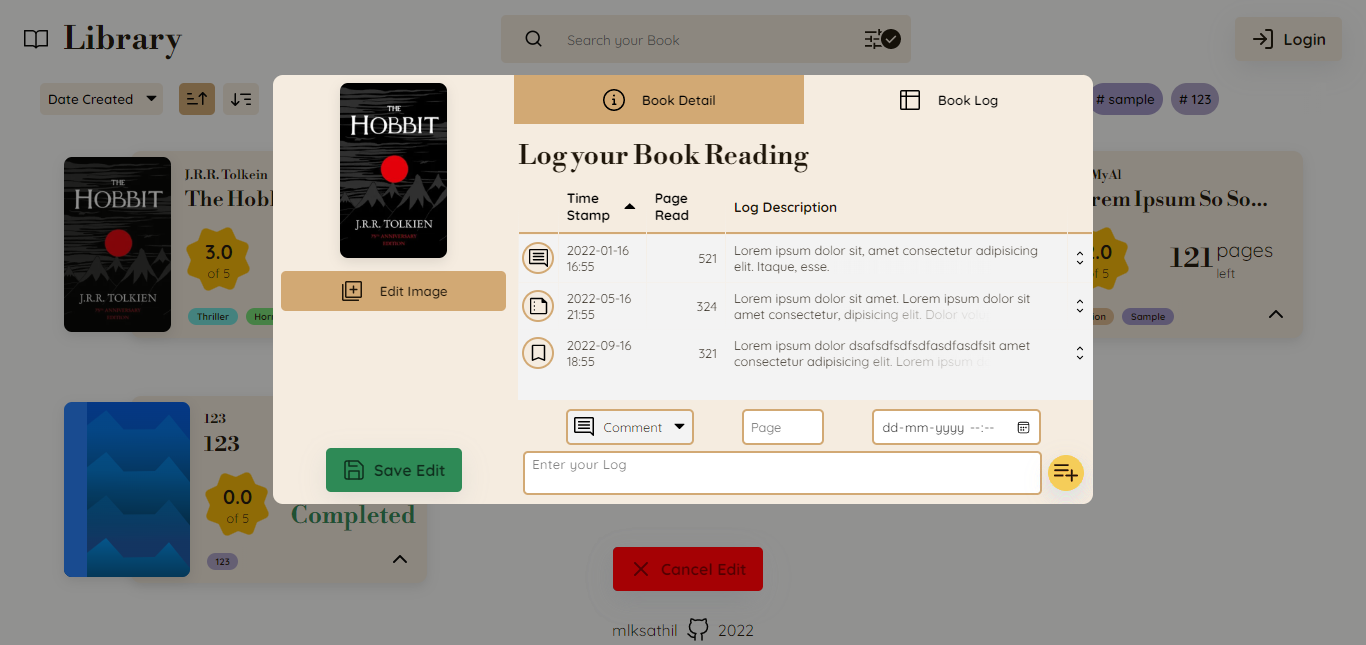 Library
Search your Book
Login
Date Created
# sample
# 123
THE
HOBBIT
J.R.R. TOLKIEN
Edit Image
Save Edit
Book Detail
Book Log
Log your Book Reading
Time Stamp
Page Read
Log Description
2022-01-16 16:55
521
Lorem ipsum dolor sit, amet consectetur adipisicing
elit. Itaque, esse.
2022-05-16 21:55
324
Lorem ipsum dolor sit amet. Lorem ipsum dolor sit
amet consectetur, dipisicing elit. Dolor
2022-09-16 18:55
321
Lorem ipsum dolor dsafsdfsdfsdfasdfasdfsit amet
consectetur adipisicing elit. Lorem ipsum d
Comment
Page
dd-mm-yyyy --:--
Enter your Log
THE
HOBBIT
J.R.R. TOLKIEN
J.R.R. Tolkein
The Hobl
3.0
of 5
Thriller
Horr
MyAl
rem Ipsum So So...
.0
of 5
121 pages
left
ion
Sample
123
123
0.0
of 5
Completed
123
Cancel Edit
mlksathil
2022